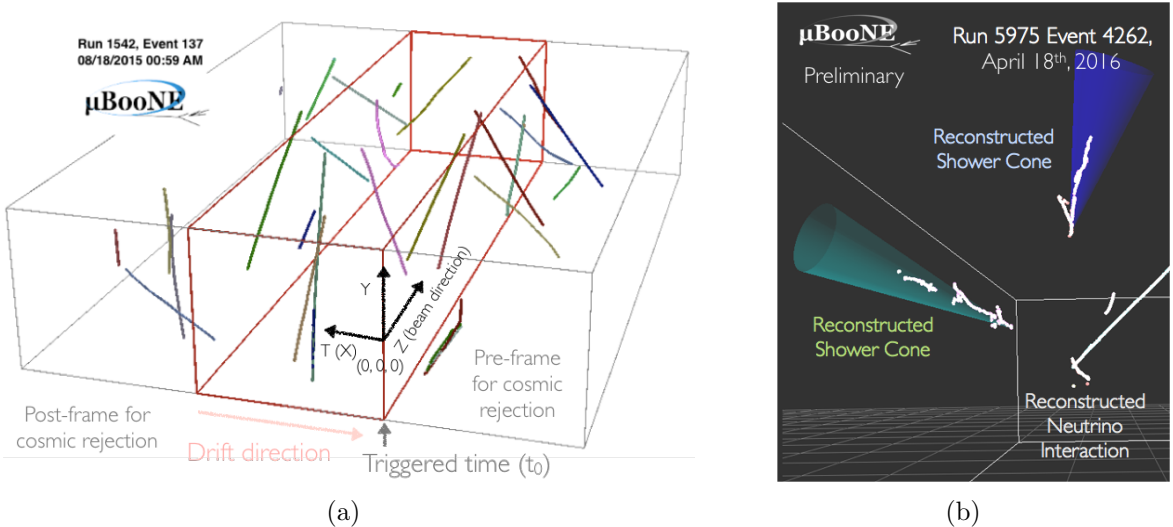 Run 1542, Event 137
08/18/2015 00:59 AM
µBooNE
Y
Z (beam direction)
T (X)
(0, 0, 0)
Pre-frame
for cosmic
rejection
Post-frame for
cosmic rejection
Drift direction
Triggered time (t₀)
(a)
µBooNE
Preliminary
Run 5975 Event 4262,
April 18th, 2016
Reconstructed
Shower Cone
Reconstructed
Shower Cone
Reconstructed
Neutrino
Interaction
(b)